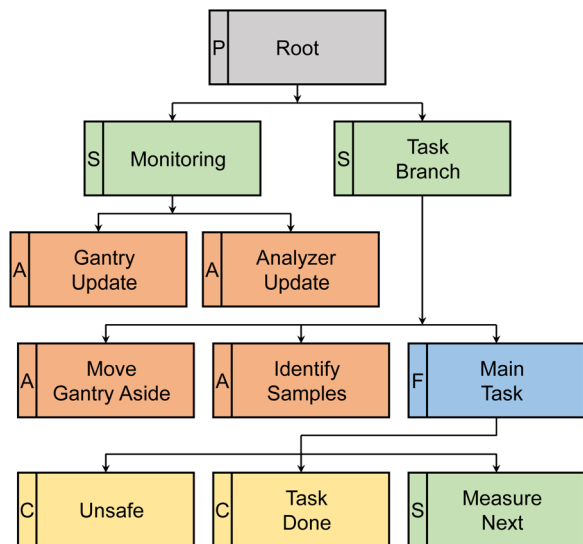 P
Root
S
Monitoring
S
Task
Branch
A
Gantry
Update
A
Analyzer
Update
A
Move
Gantry Aside
A
Identify
Samples
F
Main
Task
C
Unsafe
C
Task
Done
S
Measure
Next